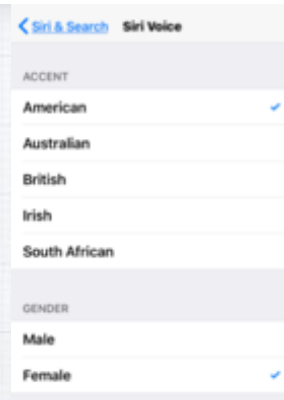 Siri & Search Siri Voice
ACCENT
American
Australian
British
Irish
South African
GENDER
Male
Female